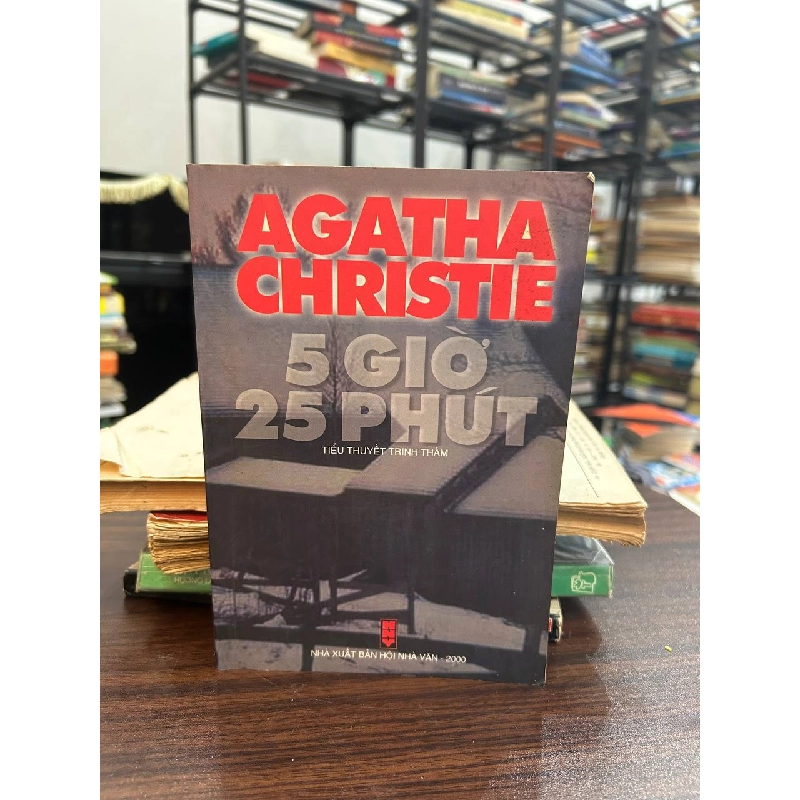 AGATHA
CHRISTIE
5 GIỜ
25 PHÚT
TIỂU THUYẾT TRINH THÁM
NHÀ XUẤT BẢN HỘI NHÀ VĂN - 2000